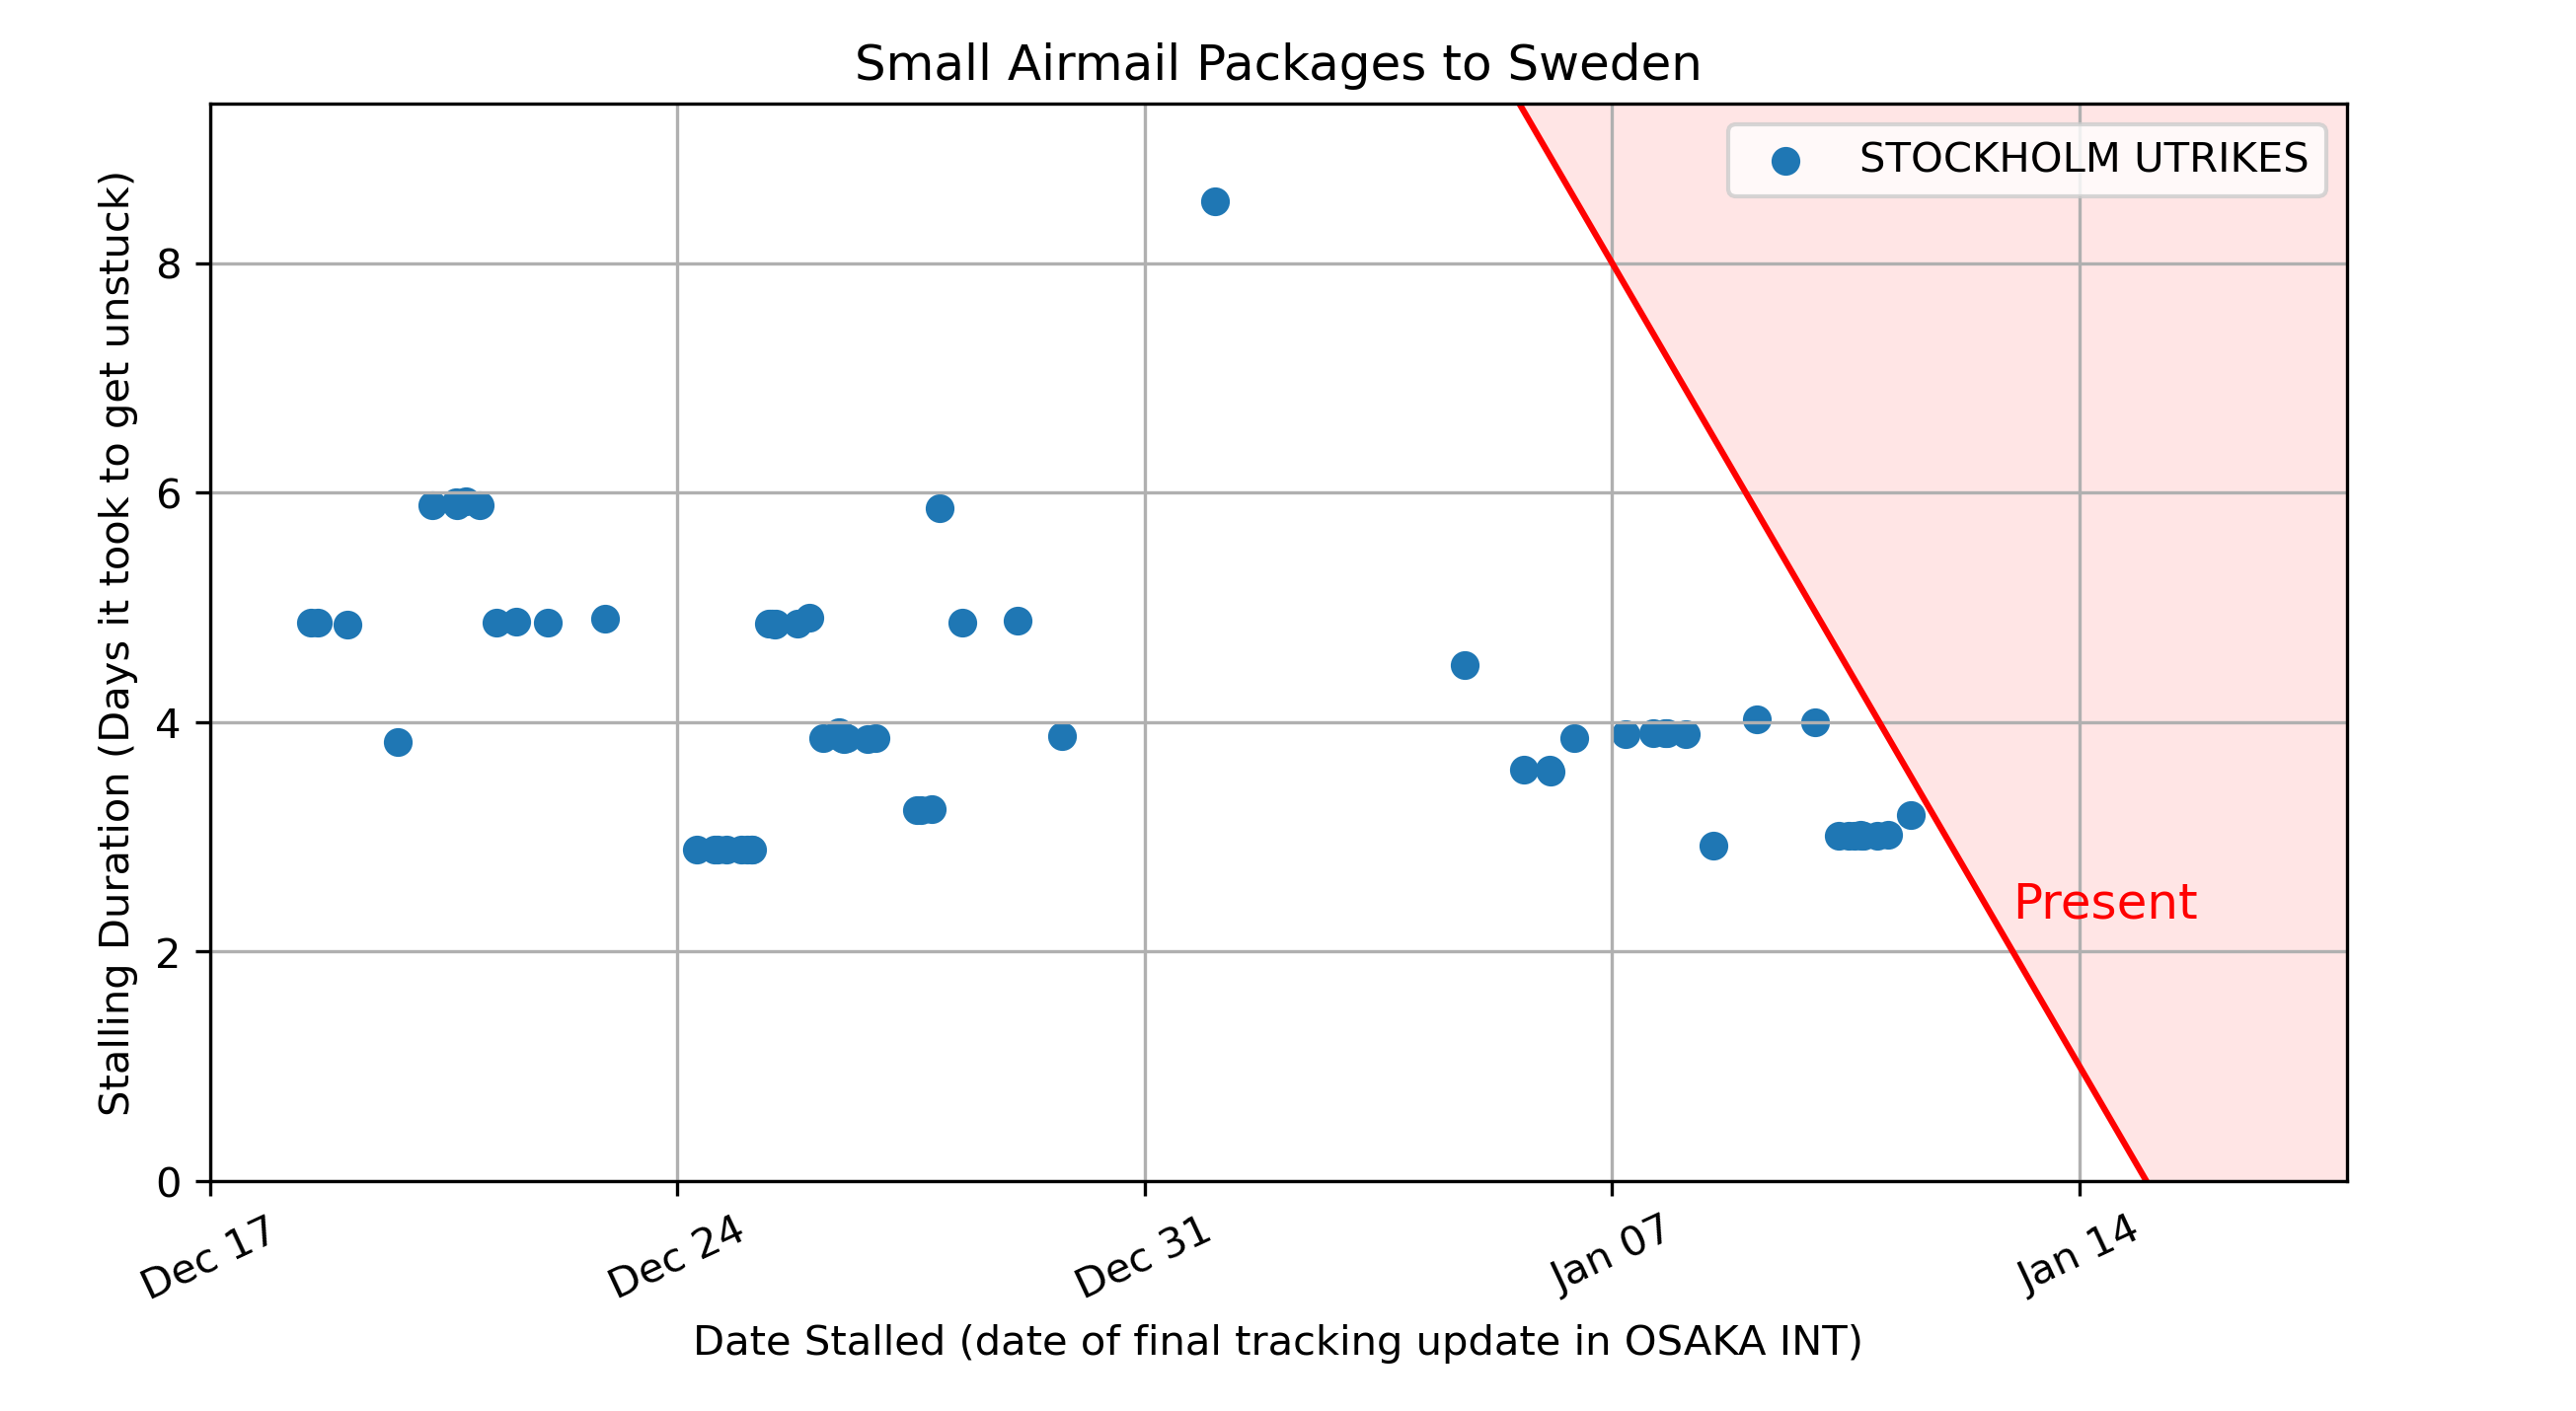 Small Airmail Packages to Sweden
STOCKHOLM UTRIKES
Stalling Duration (Days it took to get unstuck)
8
6
4
2
0
Present
Dec 17
Dec 24
Dec 31
Jan 07
Jan 14
Date Stalled (date of final tracking update in OSAKA INT)